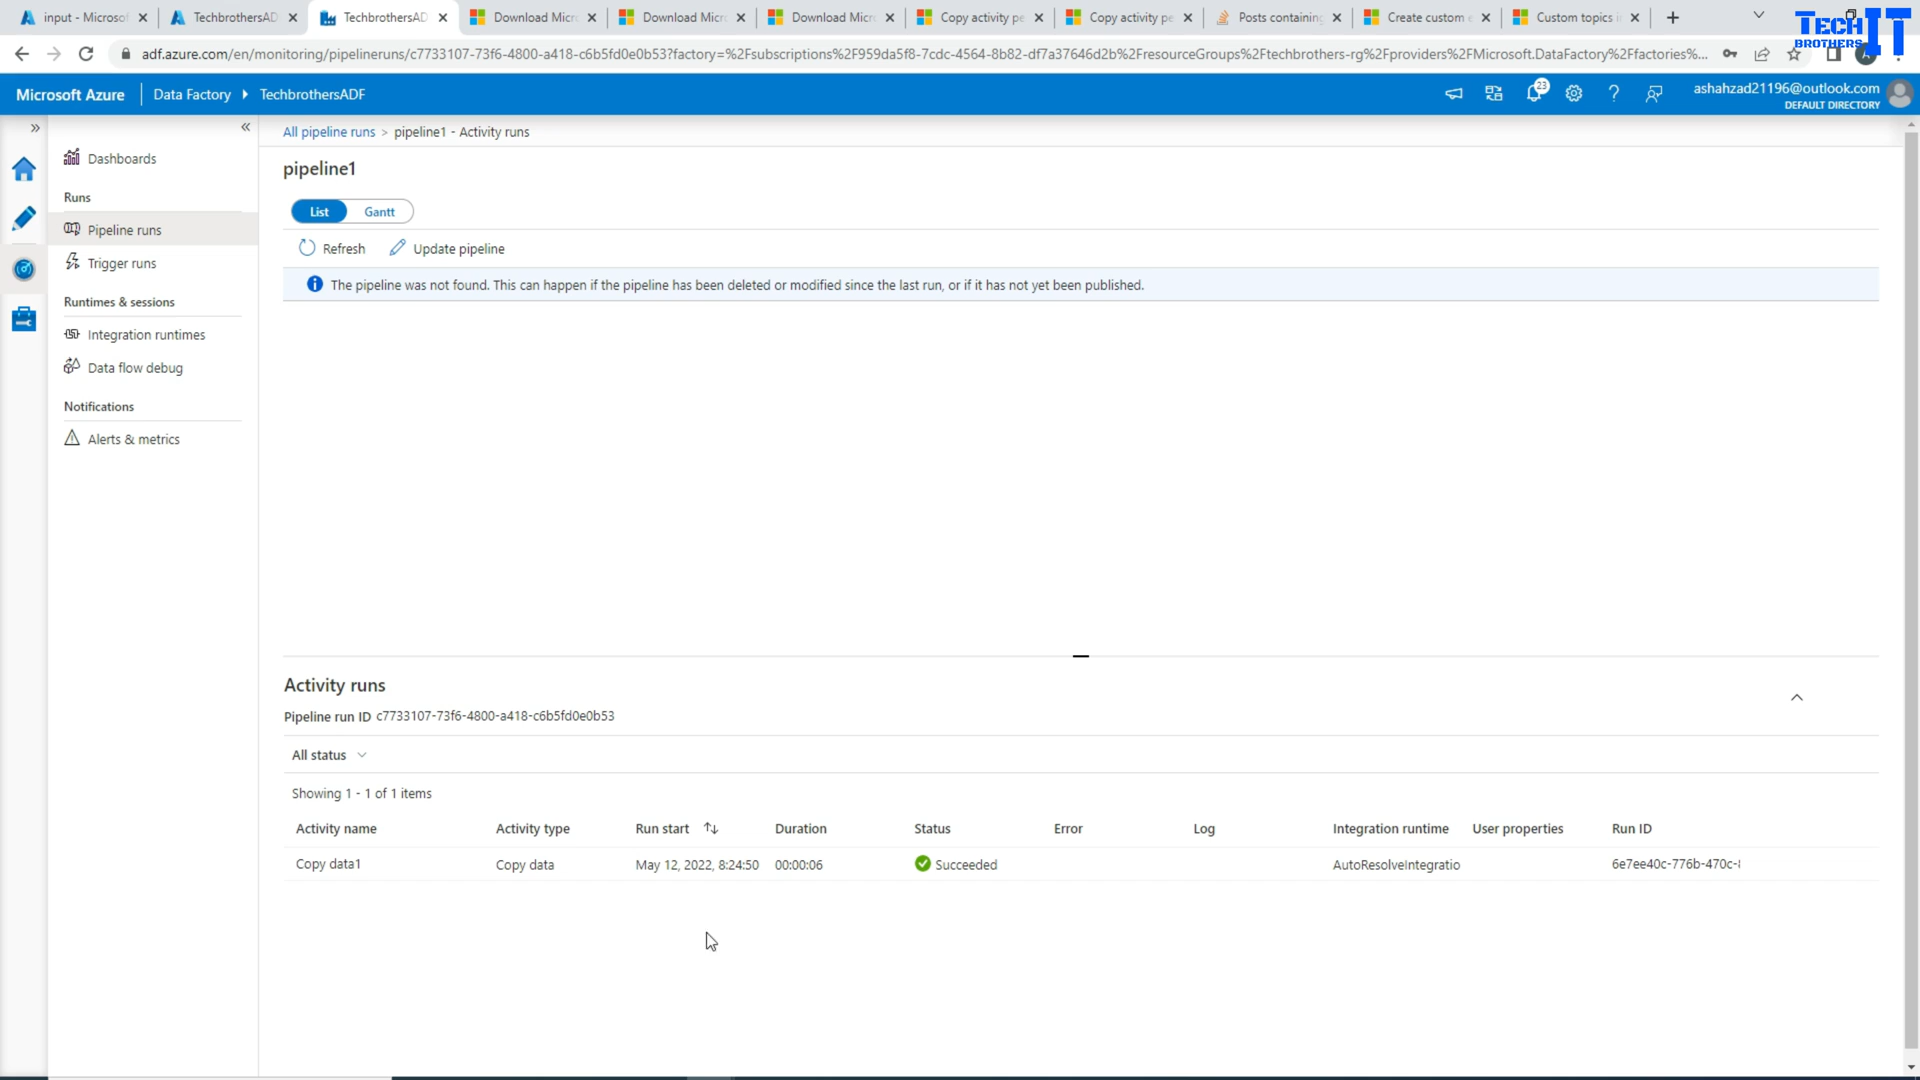 input - Microsof
TechbrothersAD
TechbrothersAD
Download Micr
Download Micr
Download Micr
Copy activity pe
Copy activity pe
Posts containing
Create custom e
Custom topics i
TECH IT
BROTHERS
adf.azure.com/en/monitoring/pipelineruns/c7733107-73f6-4800-a418-c6b5fd0e0b53?factory=%2Fsubscriptions%2F959da5f8-7cdc-4564-8b82-df7a37646d2b%2FresourceGroups%2Ftechbrothers-rg%2Fproviders%2FMicrosoft.DataFactory%2Ffactories%...
Microsoft Azure
Data Factory
TechbrothersADF
23
ashahzad21196@outlook.com
DEFAULT DIRECTORY
Dashboards
Runs
Pipeline runs
Trigger runs
Runtimes & sessions
Integration runtimes
Data flow debug
Notifications
Alerts & metrics
All pipeline runs > pipeline1 - Activity runs
pipeline1
List Gantt
Refresh Update pipeline
The pipeline was not found. This can happen if the pipeline has been deleted or modified since the last run, or if it has not yet been published.
Activity runs
Pipeline run ID c7733107-73f6-4800-a418-c6b5fd0e0b53
All status
Showing 1 - 1 of 1 items
Activity name Activity type Run start Duration Status Error Log Integration runtime User properties Run ID
Copy data1 Copy data May 12, 2022, 8:24:50 00:00:06 Succeeded AutoResolveIntegratio 6e7ee40c-776b-470c-